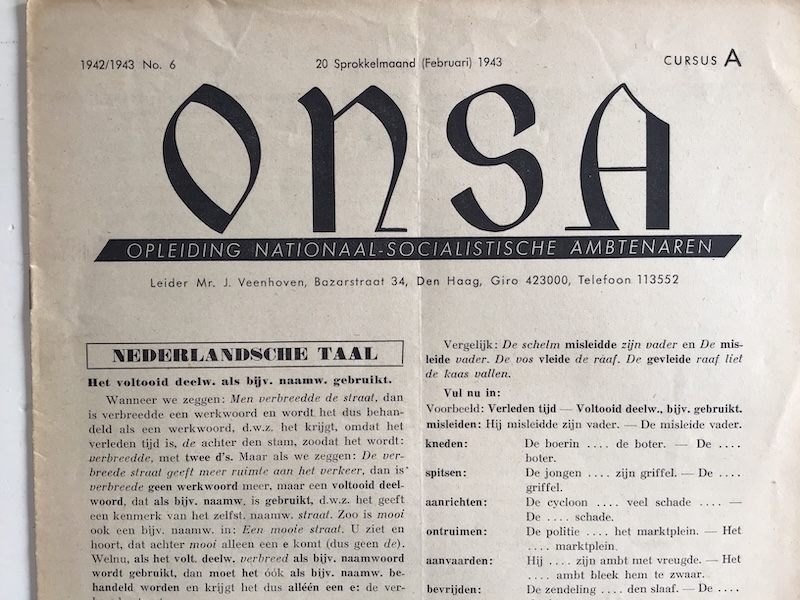 1942/1943 No. 6
20 Sprokkelmaand (Februari) 1943
CURSUS A
ONSA
OPLEIDING NATIONAAL-SOCIALISTISCHE AMBTENAREN
Leider Mr. J. Veenhoven, Bazarstraat 34, Den Haag, Giro 423000, Telefoon 113552
NEDERLANDSCHE TAAL
Het voltooid deelw. als bijv. naamw. gebruikt.
Wanneer we zeggen: Men verbreedde de straat, dan
is verbreedde een werkwoord en wordt het dus behan-
deld als een werkwoord, d.w.z. het krijgt, omdat het
verleden tijd is, de achter den stam, zoodat het wordt:
verbreedde, met twee d's. Maar als we zeggen: De ver-
breede straat geeft meer ruimte aan het verkeer, dan is
verbreede geen werkwoord meer, maar een voltooid deel-
woord, dat als bijv. naamw. is gebruikt, d.w.z. het geeft
een kenmerk van het zelfst. naamw. straat. Zoo is mooi
ook een bijv. naamw. in: Een mooie straat. U ziet en
hoort, dat achter mooi alleen een e komt (dus geen de).
Welnu, als het volt. deelw. verbreed als bijv. naamwoord
wordt gebruikt, dan moet het óók als bijv. naamw. be-
handeld worden en krijgt het dus alléén een e: de ver-
Vergelijk: De schelm misleidde zijn vader en De mis-
leide vader. De vos vleide de raaf. De gevleide raaf liet
de kaas vallen.
Vul nu in:
Voorbeeld: Verleden tijd — Voltooid deelw., bijv. gebruikt.
misleiden: Hij misleidde zijn vader. — De misleide vader.
kneden: De boerin .... de boter. — De ....
boter.
spitsen: De jongen .... zijn griffel. — De ....
griffel.
aanrichten: De cycloon .... veel schade .... —
De .... schade.
ontruimen: De politie .... het marktplein. — Het
.... marktplein.
aanvaarden: Hij .... zijn ambt met vreugde. — Het
.... ambt bleek hem te zwaar.
bevrijden: De zendeling .... den slaaf. — De ....